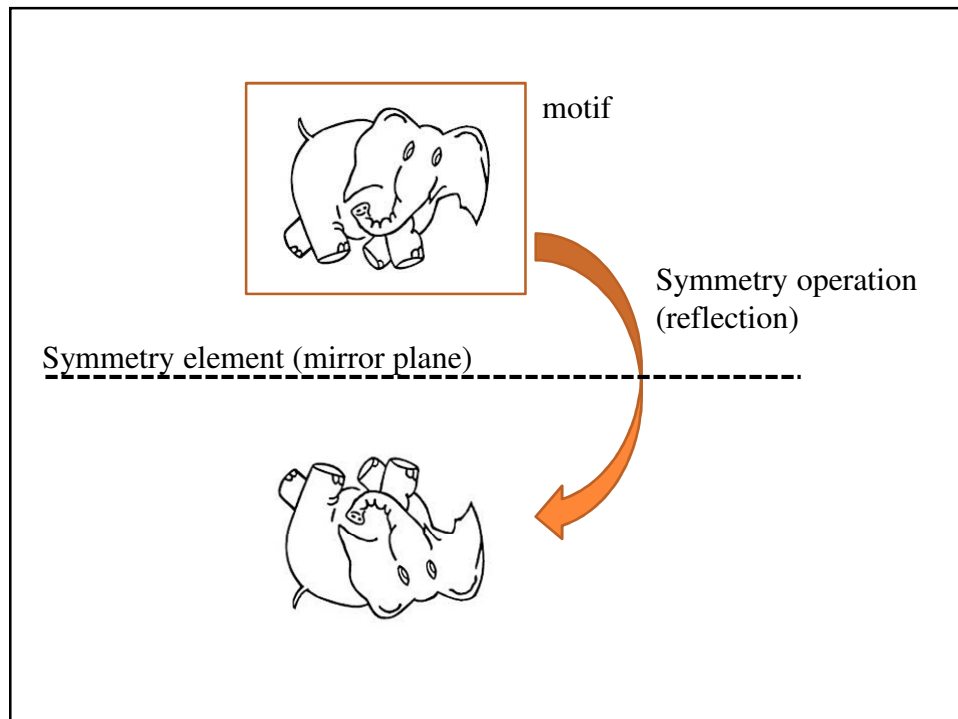 motif
Symmetry operation
(reflection)
Symmetry element (mirror plane)